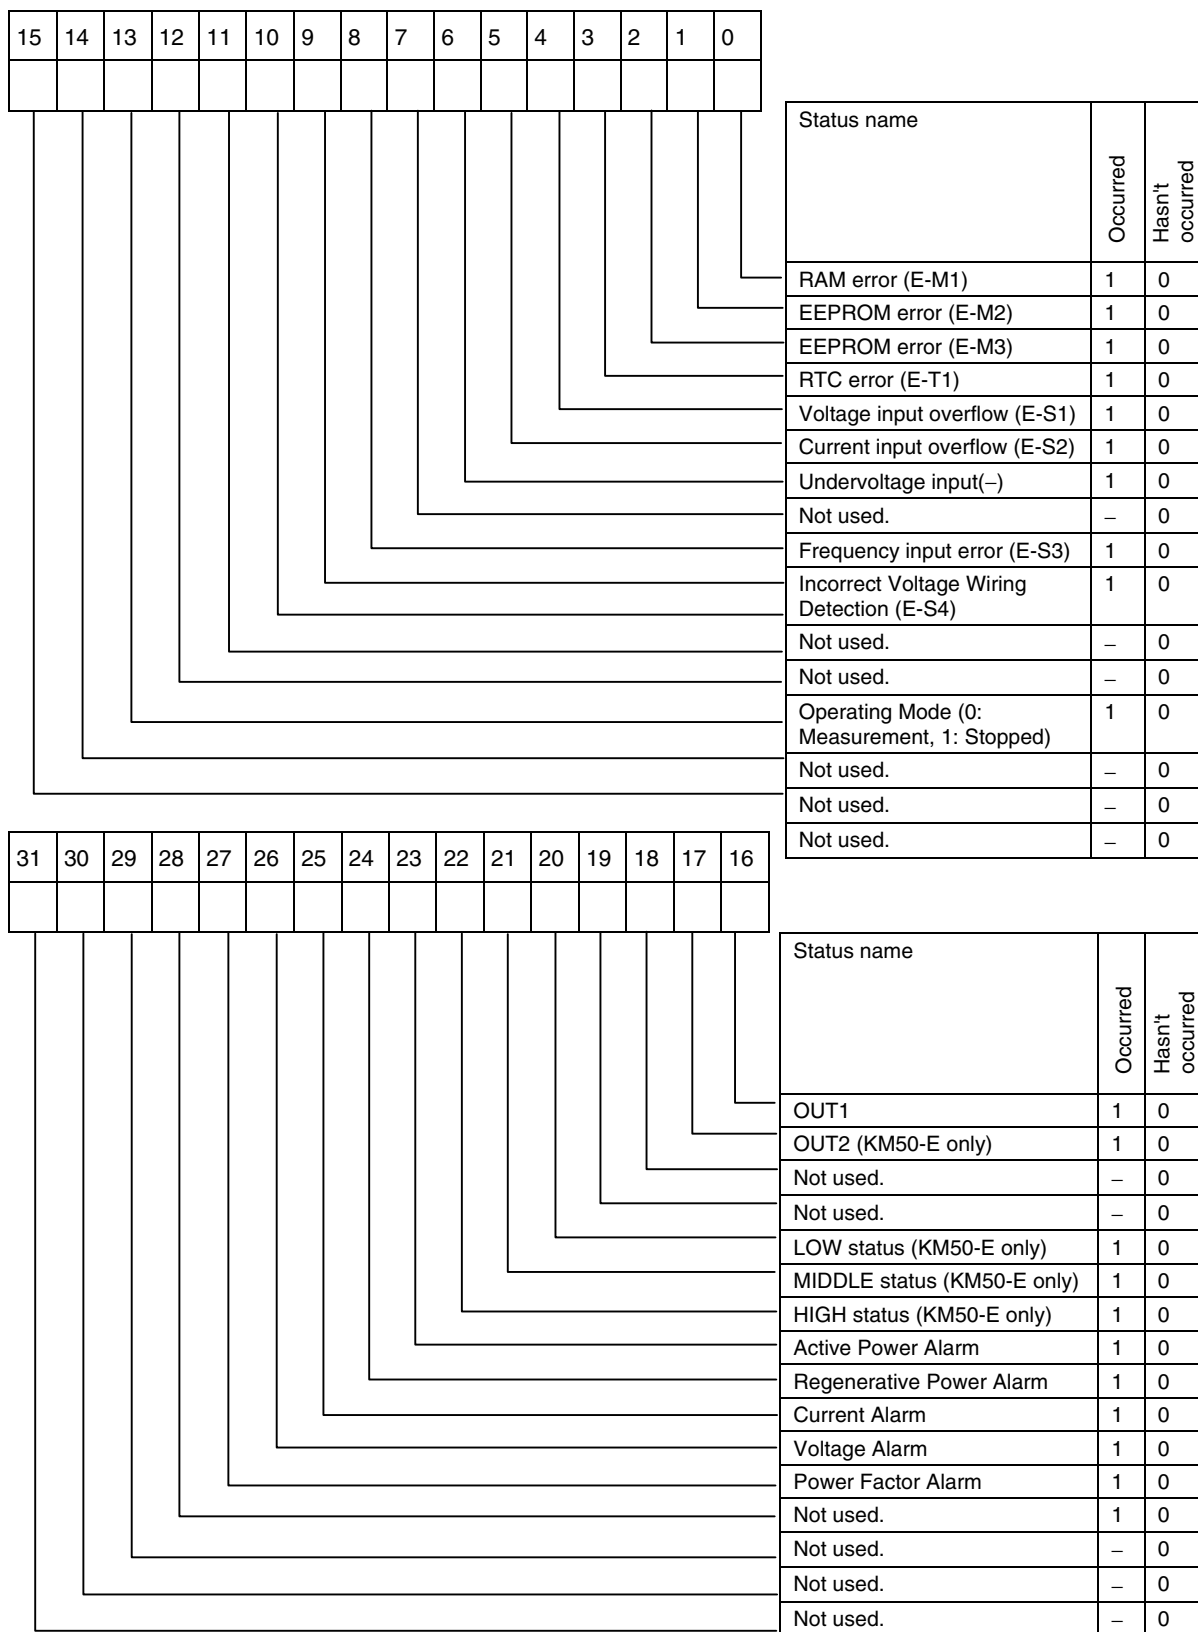 15 14 13 12 11 10 9 8 7 6 5 4 3 2 1 0
Status name Occurred Hasn't occurred
RAM error (E-M1) 1 0
EEPROM error (E-M2) 1 0
EEPROM error (E-M3) 1 0
RTC error (E-T1) 1 0
Voltage input overflow (E-S1) 1 0
Current input overflow (E-S2) 1 0
Undervoltage input(–) 1 0
Not used. – 0
Frequency input error (E-S3) 1 0
Incorrect Voltage Wiring 1 0
Detection (E-S4)
Not used. – 0
Not used. – 0
Operating Mode (0: 1 0
Measurement, 1: Stopped)
Not used. – 0
Not used. – 0
Not used. – 0
31 30 29 28 27 26 25 24 23 22 21 20 19 18 17 16
Status name Occurred Hasn't occurred
OUT1 1 0
OUT2 (KM50-E only) 1 0
Not used. – 0
Not used. – 0
LOW status (KM50-E only) 1 0
MIDDLE status (KM50-E only) 1 0
HIGH status (KM50-E only) 1 0
Active Power Alarm 1 0
Regenerative Power Alarm 1 0
Current Alarm 1 0
Voltage Alarm 1 0
Power Factor Alarm 1 0
Not used. 1 0
Not used. – 0
Not used. – 0
Not used. – 0